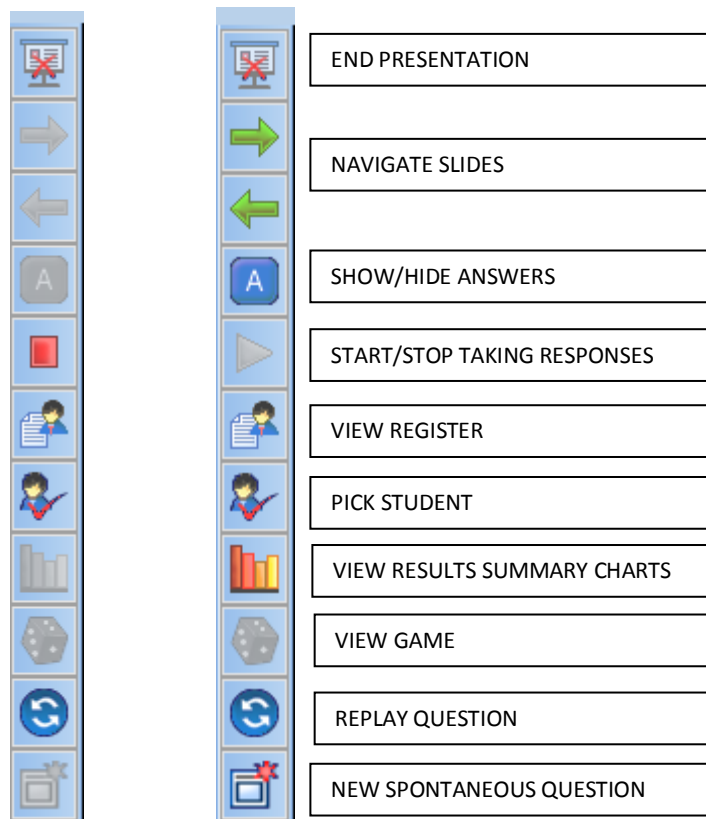 END PRESENTATION
NAVIGATE SLIDES
A A SHOW/HIDE ANSWERS
START/STOP TAKING RESPONSES
VIEW REGISTER
PICK STUDENT
VIEW RESULTS SUMMARY CHARTS
VIEW GAME
REPLAY QUESTION
NEW SPONTANEOUS QUESTION